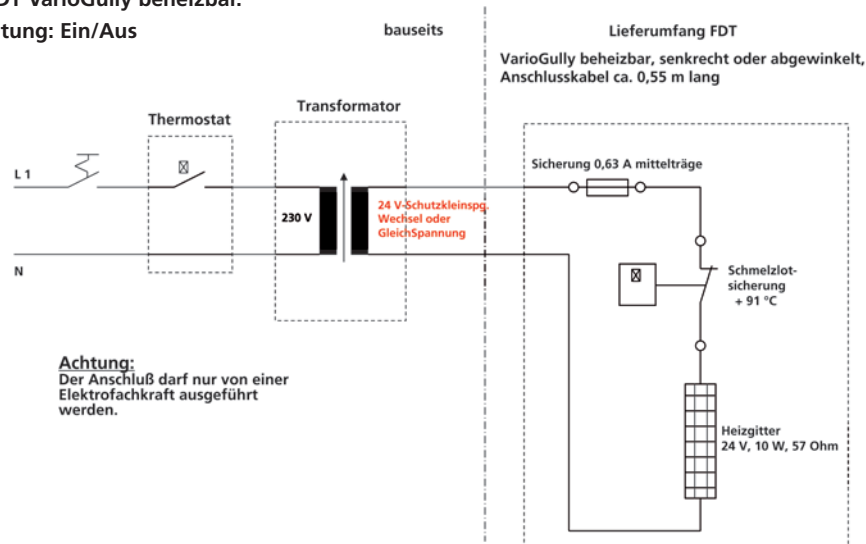 VarioGully beheizbar.
Ein/Aus
bauseits
Lieferumfang FDT
VarioGully beheizbar, senkrecht oder abgewinkelt,
Anschlusskabel ca. 0,55 m lang
Thermostat
Transformator
L 1
N
230 V
24 V-Schutzkleinspg.
Wechsel oder
GleichSpannung
Sicherung 0,63 A mittelträge
Schmelzlot-
sicherung
+ 91 °C
Heizgitter
24 V, 10 W, 57 Ohm
Achtung:
Der Anschluß darf nur von einer
Elektrofachkraft ausgeführt
werden.